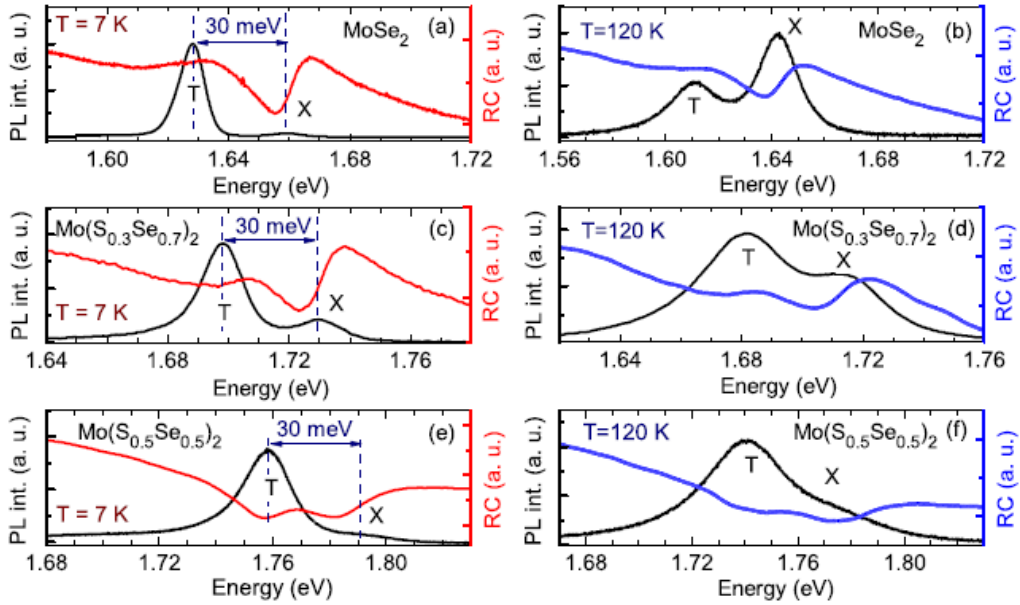 T = 7 K
30 meV
(a)
MoSe2
T
X
PL int. (a. u.)
RC (a. u.)
1.60 1.64 1.68 1.72
Energy (eV)
T=120 K
X
MoSe2
(b)
T
PL int. (a. u.)
RC (a. u.)
1.56 1.60 1.64 1.68 1.72
Energy (eV)
Mo(S0.3Se0.7)2
30 meV
(c)
T = 7 K
T
X
PL int. (a. u.)
RC (a. u.)
1.64 1.68 1.72 1.76
Energy (eV)
T=120 K
Mo(S0.3Se0.7)2
(d)
T
X
PL int. (a. u.)
RC (a. u.)
1.64 1.68 1.72 1.76
Energy (eV)
Mo(S0.5Se0.5)2
30 meV
(e)
T = 7 K
T
X
PL int. (a. u.)
RC (a. u.)
1.68 1.72 1.76 1.80
Energy (eV)
T=120 K
Mo(S0.5Se0.5)2
(f)
T
X
PL int. (a. u.)
RC (a. u.)
1.68 1.72 1.76 1.80
Energy (eV)